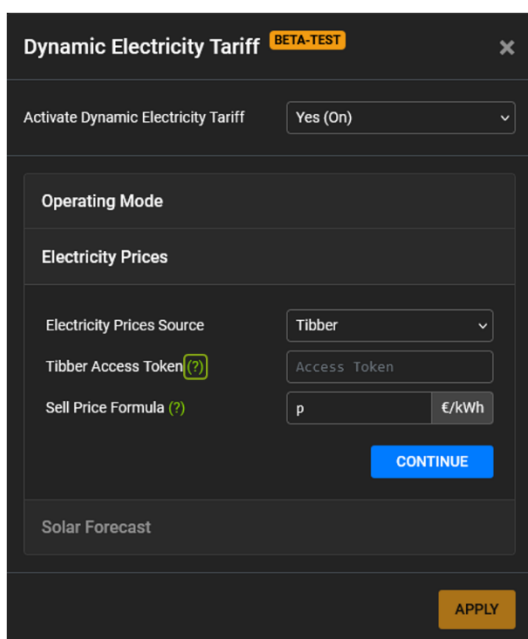 Dynamic Electricity Tariff BETA-TEST ×
Activate Dynamic Electricity Tariff Yes (On)
Operating Mode
Electricity Prices
Electricity Prices Source Tibber
Tibber Access Token (?) Access Token
Sell Price Formula (?) p €/kWh
CONTINUE
Solar Forecast
APPLY